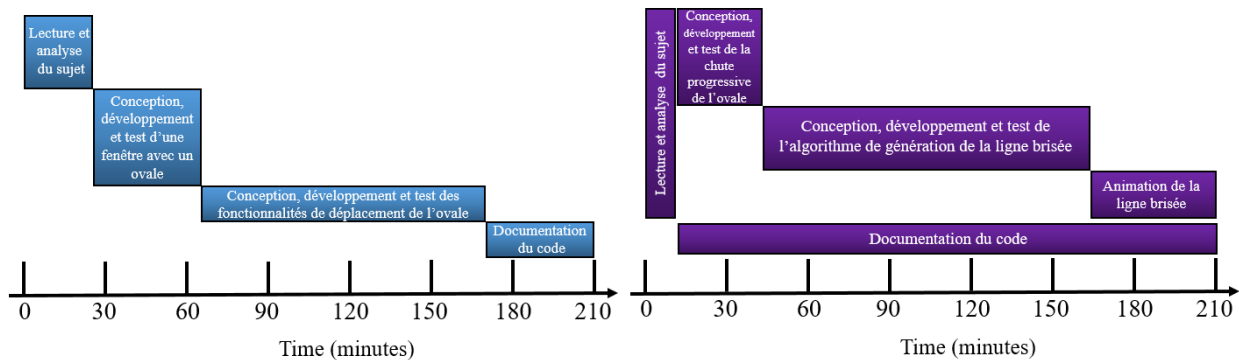 Lecture et
analyse
du sujet
Conception,
développement
et test d’une
fenêtre avec un
ovale
Conception, développement et test des
fonctionnalités de déplacement de l’ovale
Documentation
du code
0 30 60 90 120 150 180 210
Time (minutes)
Lecture et analyse du sujet
Conception,
développement
et test de la
chute
progressive
de l’ovale
Conception, développement et test de
l’algorithme de génération de la ligne brisée
Animation de la
ligne brisée
Documentation du code
0 30 60 90 120 150 180 210
Time (minutes)